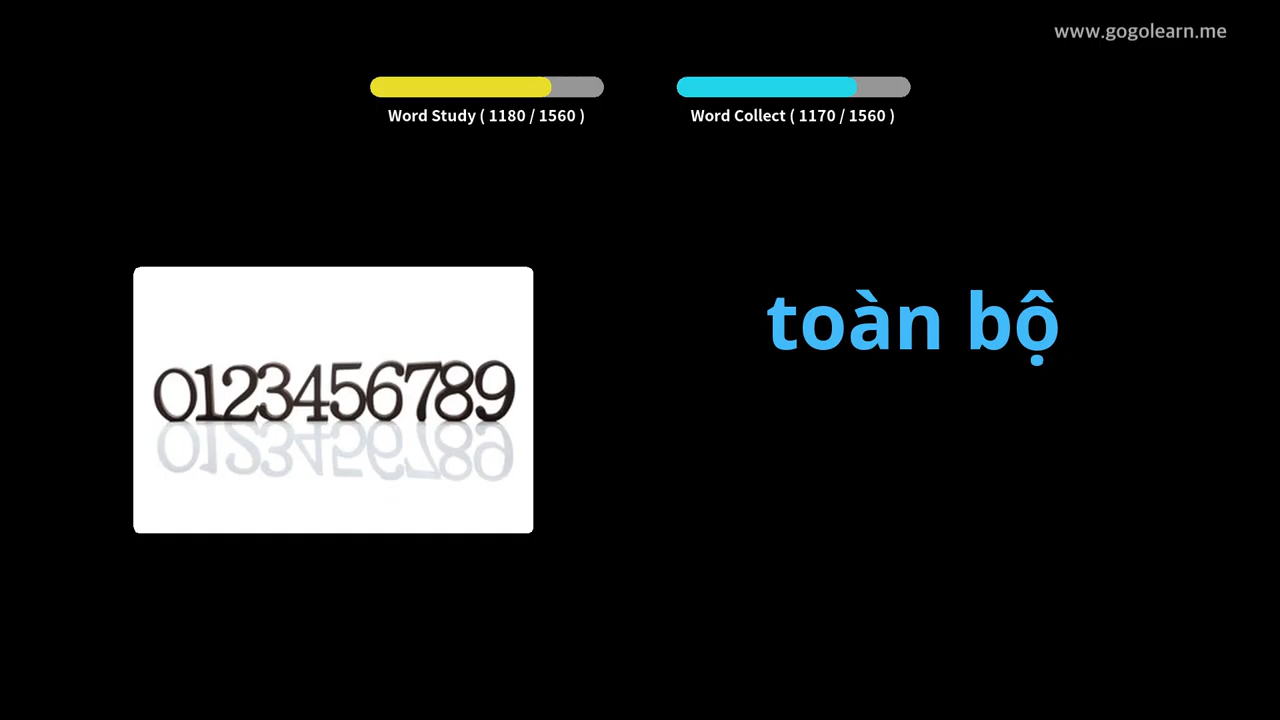 www.gogolearn.me
Word Study ( 1180 / 1560 )
Word Collect ( 1170 / 1560 )
toàn bộ
0123456789